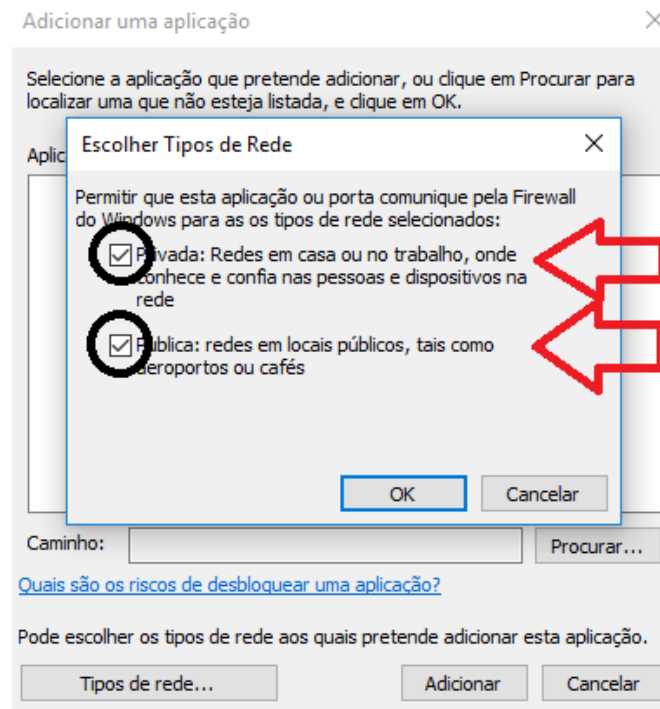 Adicionar uma aplicação
Selecione a aplicação que pretende adicionar, ou clique em Procurar para
localizar uma que não esteja listada, e clique em OK.
Aplic
Escolher Tipos de Rede
Permitir que esta aplicação ou porta comunique pela Firewall
do Windows para as os tipos de rede selecionados:
Privada: Redes em casa ou no trabalho, onde
conhece e confia nas pessoas e dispositivos na
rede
Pública: redes em locais públicos, tais como
aeroportos ou cafés
OK
Cancelar
Caminho:
Procurar...
Quais são os riscos de desbloquear uma aplicação?
Pode escolher os tipos de rede aos quais pretende adicionar esta aplicação.
Tipos de rede...
Adicionar
Cancelar